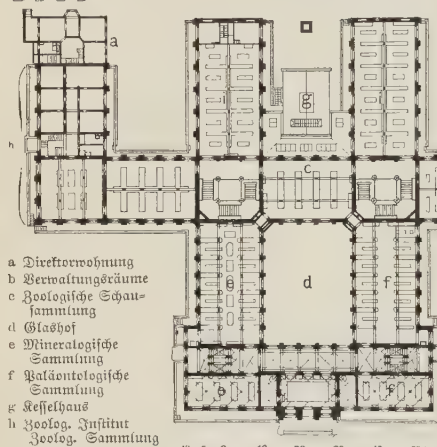 a
h
g
c
e
d
f
e
e
a Direktorwohnung
b Verwaltungsräume
c Zoologische Schau-
sammlung
d Glashof
e Mineralogische
Sammlung
f Paläontologische
Sammlung
g Kesselhaus
h Zoolog. Institut
Zoolog. Sammlung